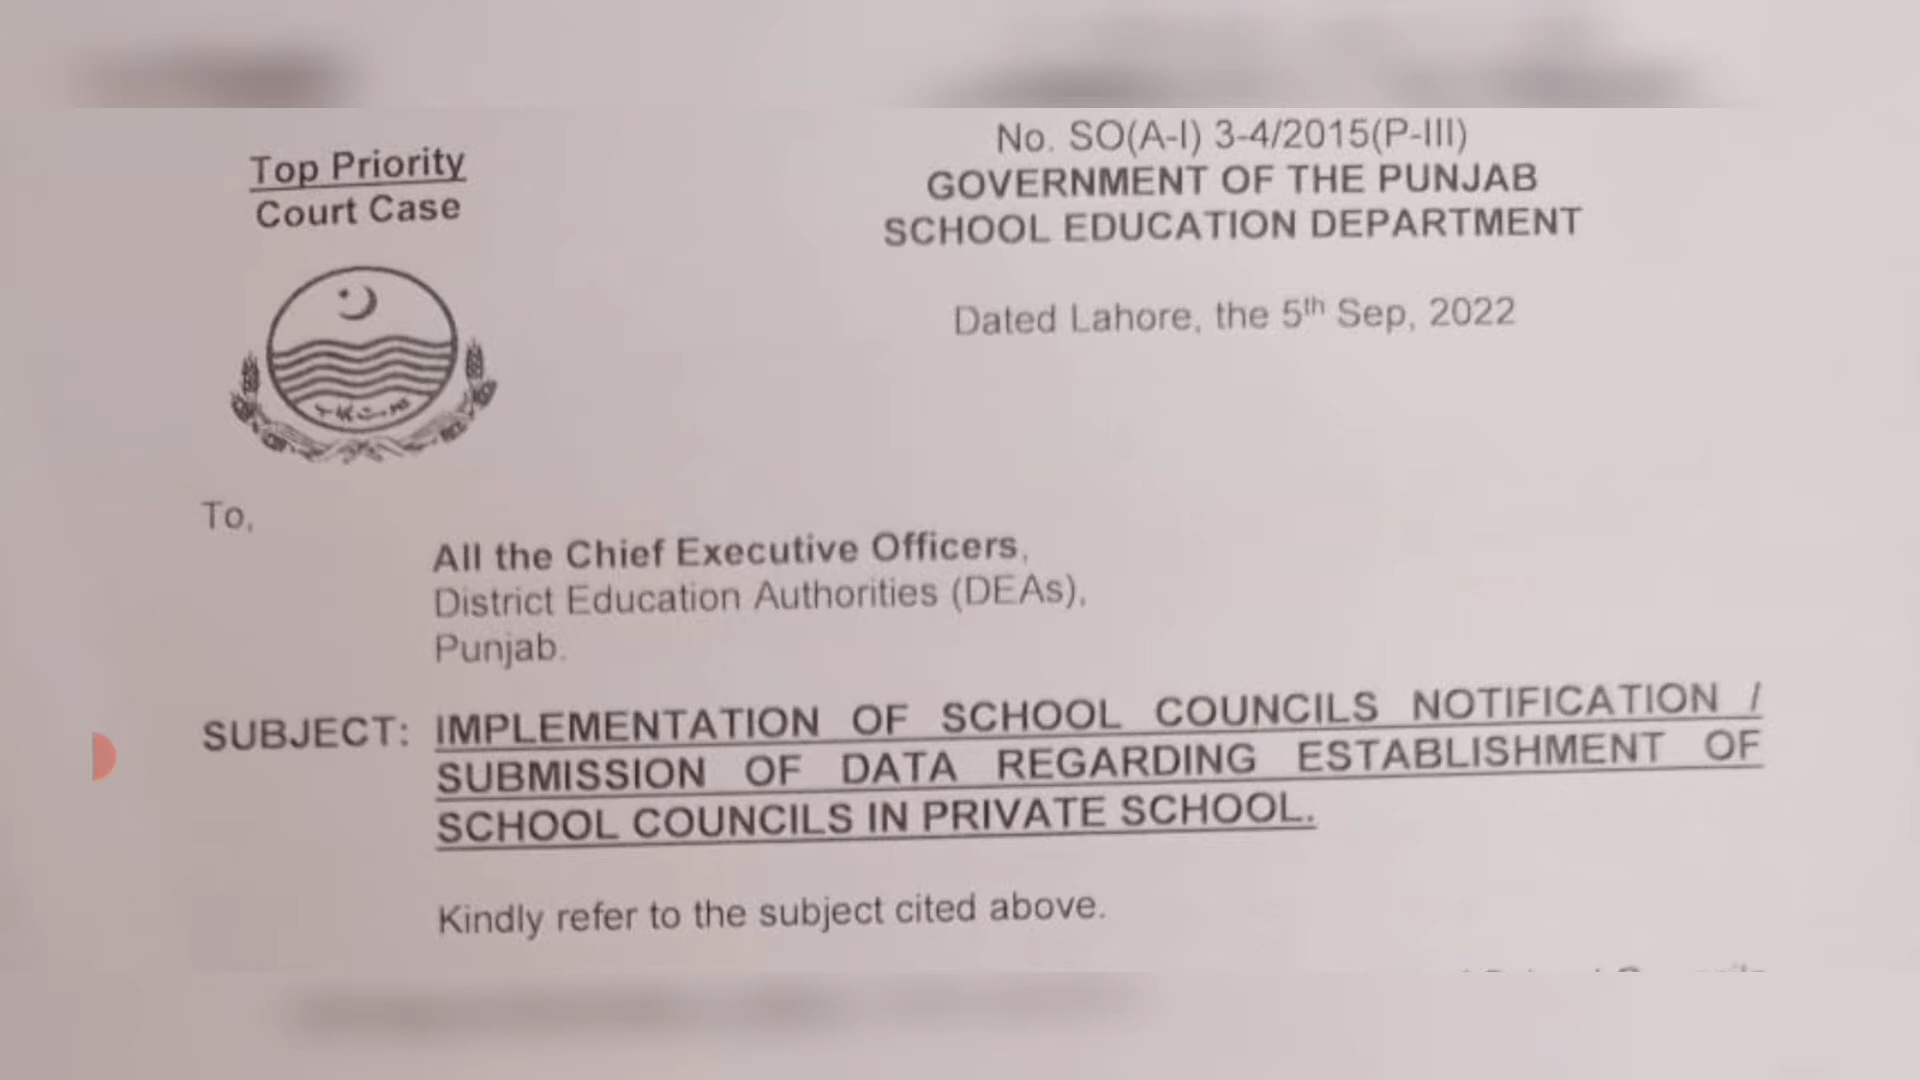 Top Priority
Court Case
No. SO(A-I) 3-4/2015(P-III)
GOVERNMENT OF THE PUNJAB
SCHOOL EDUCATION DEPARTMENT
Dated Lahore, the 5th Sep, 2022
To,
All the Chief Executive Officers,
District Education Authorities (DEAs),
Punjab.
SUBJECT: IMPLEMENTATION OF SCHOOL COUNCILS NOTIFICATION /
SUBMISSION OF DATA REGARDING ESTABLISHMENT OF
SCHOOL COUNCILS IN PRIVATE SCHOOL.
Kindly refer to the subject cited above.